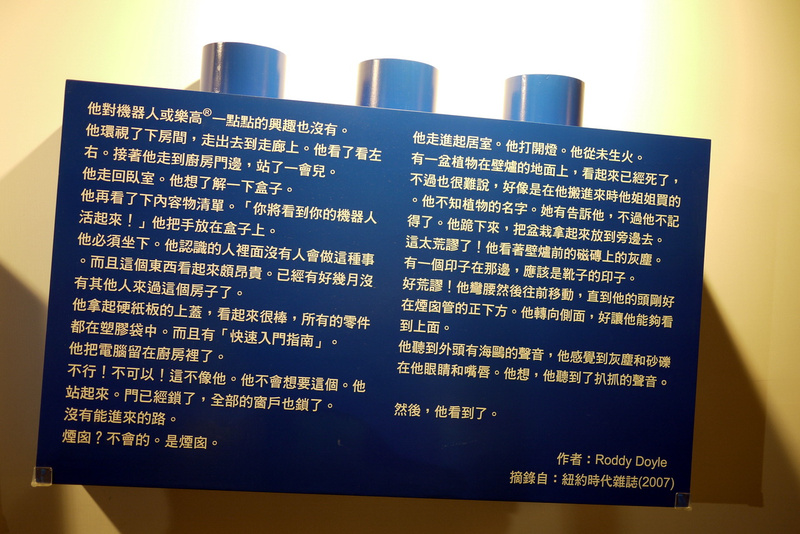 他對機器人或樂高®一點點的興趣也沒有。
他環視了下房間，走出去到走廊上。他看了看左
右。接著他走到廚房門邊，站了一會兒。
他走回臥室。他想了解一下盒子。
他再看了下內容物清單。「你將看到你的機器人
活起來！」他把手放在盒子上。
他必須坐下。他認識的人裡面沒有人會做這種事
。而且這個東西看起來頗昂貴。已經有好幾月沒
有其他人來過這個房子了。
他拿起硬紙板的上蓋，看起來很棒，所有的零件
都在塑膠袋中。而且有「快速入門指南」。
他把電腦留在廚房裡了。
不行！不可以！這不像他。他不會想要這個。他
站起來。門已經鎖了，全部的窗戶也鎖了。
沒有能進來的路。
煙囪？不會的。是煙囪。
他走進起居室。他打開燈。他從未生火。
有一盆植物在壁爐的地面上，看起來已經死了，
不過也很難說，好像是在他搬進來時他姐姐買的
。他不知植物的名字。她有告訴他，不過他不記
得了。他跪下來，把盆栽拿起來放到旁邊去。
這太荒謬了！他看著壁爐前的磁磚上的灰塵。
有一個印子在那邊，應該是靴子的印子。
好荒謬！他彎腰然後往前移動，直到他的頭剛好
在煙囪管的正下方。他轉向側面，好讓他能夠看
到上面。
他聽到外頭有海鷗的聲音，他感覺到灰塵和砂礫
在他眼睛和嘴唇。他想，他聽到了扒抓的聲音。
然後，他看到了。
作者：Roddy Doyle
摘錄自：紐約時代雜誌(2007)